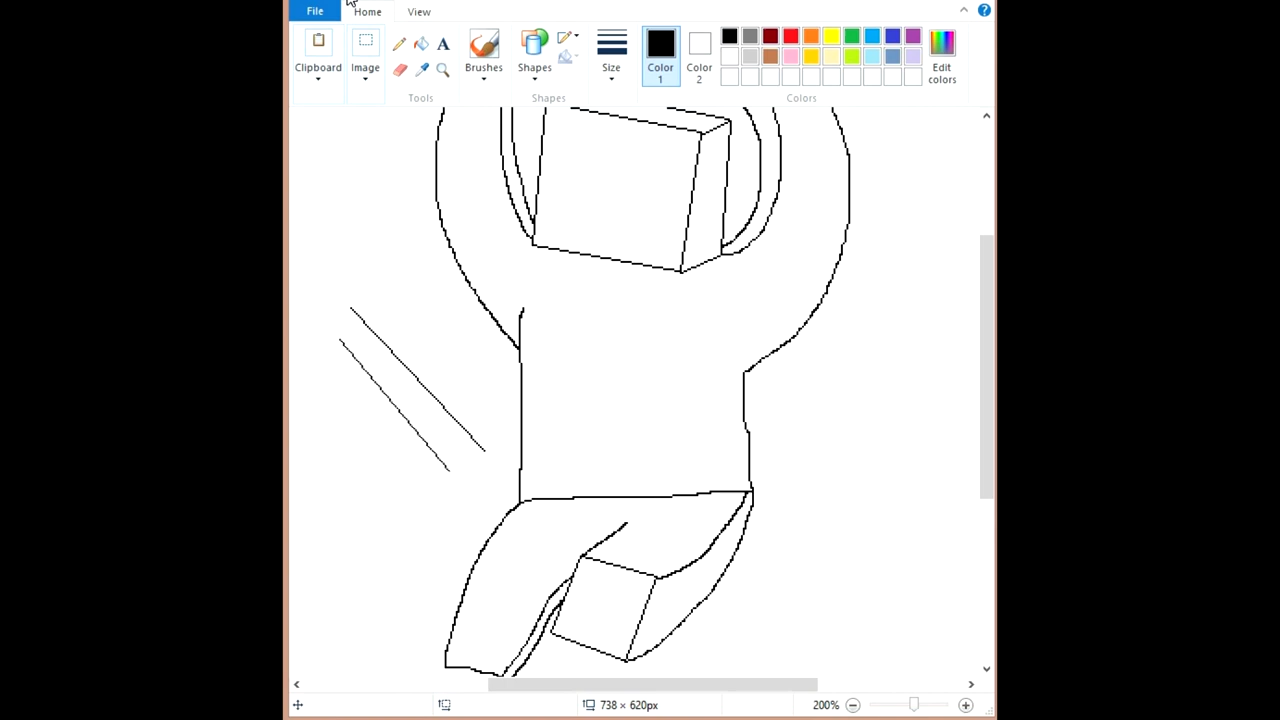 File Home View
Clipboard Image Tools Brushes Shapes Shapes Size Color 1 Color 2 Colors Edit colors
A
738 × 620px 200%